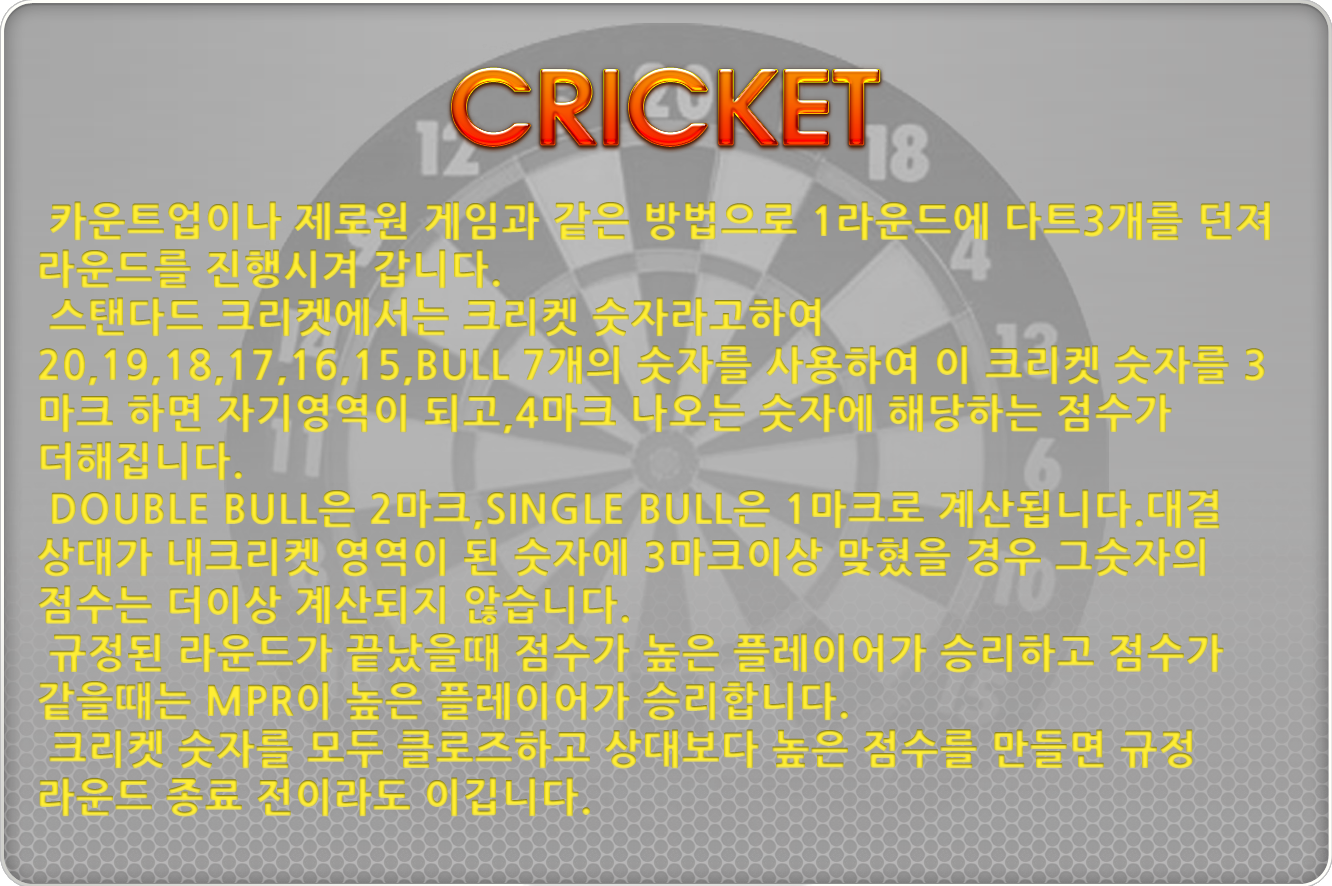 CRICKET
20
12
18
카운트업이나 제로원 게임과 같은 방법으로 1라운드에 다트3개를 던져
4
라운드를 진행시겨 갑니다.
스탠다드 크리켓에서는 크리켓 숫자라고하여
13
14
20,19,18,17,16,15,BULL 7개의 숫자를 사용하여 이 크리켓 숫자를 3
마크 하면 자기영역이 되고,4마크 나오는 숫자에 해당하는 점수가
11
6
더해집니다.
DOUBLE BULL은 2마크,SINGLE BULL은 1마크로 계산됩니다.대결
상대가 내크리켓 영역이 된 숫자에 3마크이상 맞혔을 경우 그숫자의
10
점수는 더이상 계산되지 않습니다.
규정된 라운드가 끝났을때 점수가 높은 플레이어가 승리하고 점수가
같을때는 MPR이 높은 플레이어가 승리합니다.
15
크리켓 숫자를 모두 클로즈하고 상대보다 높은 점수를 만들면 규정
라운드 종료 전이라도 이깁니다.